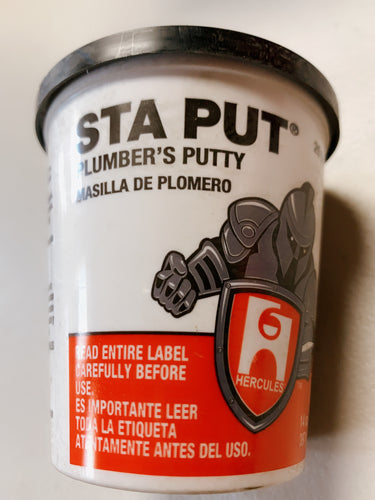 STA PUT®
PLUMBER'S PUTTY
MASILLA DE PLOMERO
6
HERCULES
READ ENTIRE LABEL
CAREFULLY BEFORE
USE.
ES IMPORTANTE LEER
TODA LA ETIQUETA
ATENTAMENTE ANTES DEL USO.